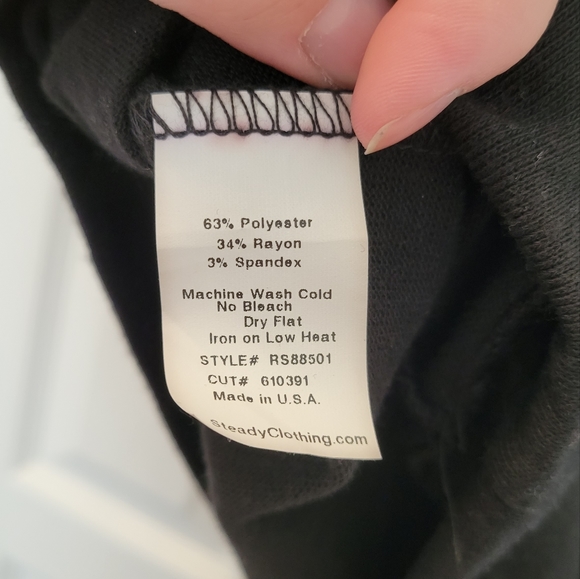 63% Polyester
34% Rayon
3% Spandex
Machine Wash Cold
No Bleach
Dry Flat
Iron on Low Heat
STYLE# RS88501
CUT# 610391
Made in U.S.A.
SteadyClothing.com